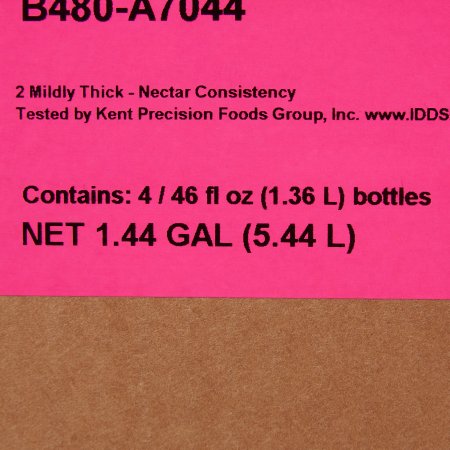 B480-A7044
2 Mildly Thick - Nectar Consistency
Tested by Kent Precision Foods Group, Inc. www.IDDS
Contains: 4 / 46 fl oz (1.36 L) bottles
NET 1.44 GAL (5.44 L)